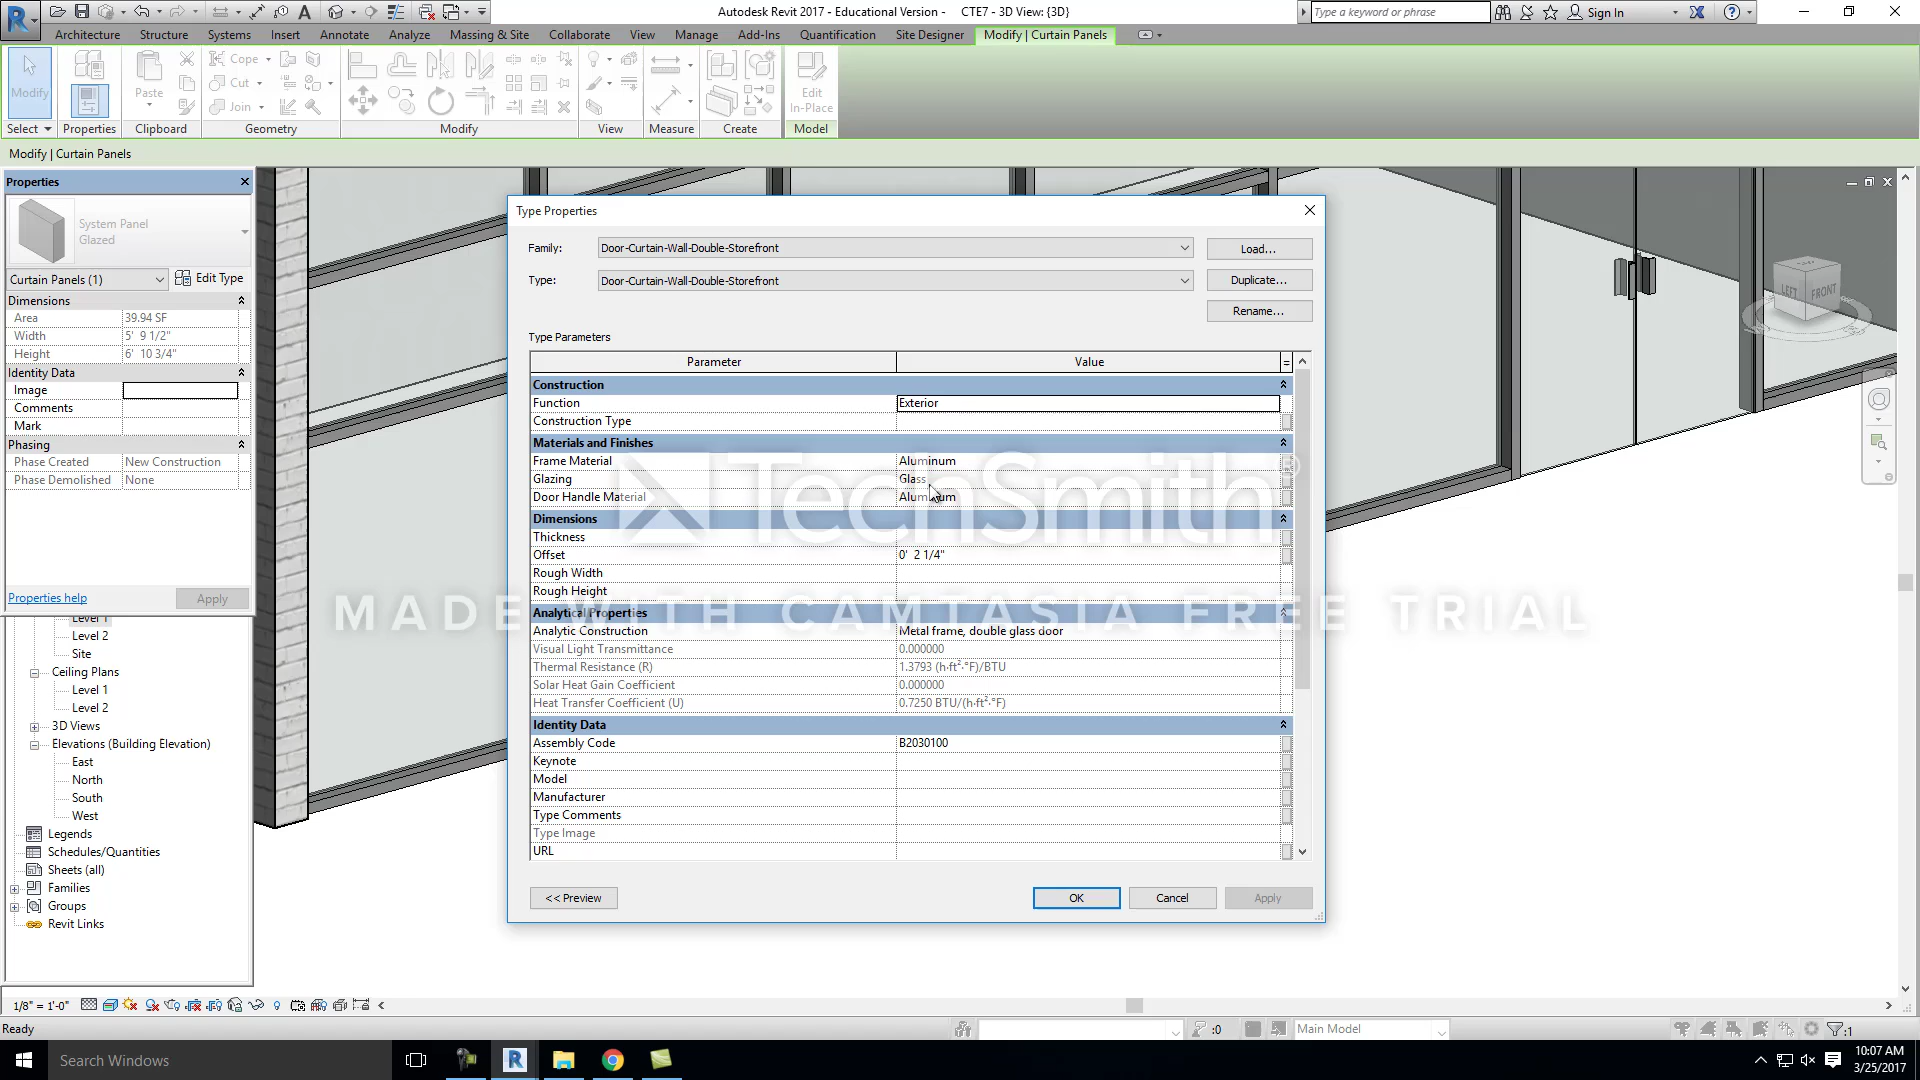 Autodesk Revit 2017 - Educational Version - CTE7 - 3D View: {3D}
Type a keyword or phrase
Sign In
Architecture Structure Systems Insert Annotate Analyze Massing & Site Collaborate View Manage Add-Ins Quantification Site Designer Modify | Curtain Panels
Modify
Paste
Cope
Cut
Join
Edit
In-Place
Select Properties Clipboard Geometry Modify View Measure Create Model
Modify | Curtain Panels
Properties
System Panel
Glazed
Curtain Panels (1) Edit Type
Dimensions
Area 39.94 SF
Width 5' 9 1/2"
Height 6' 10 3/4"
Identity Data
Image
Comments
Mark
Phasing
Phase Created New Construction
Phase Demolished None
Properties help Apply
Level 1
Level 2
Site
Ceiling Plans
Level 1
Level 2
3D Views
Elevations (Building Elevation)
East
North
South
West
Legends
Schedules/Quantities
Sheets (all)
Families
Groups
Revit Links
Type Properties
Family: Door-Curtain-Wall-Double-Storefront Load...
Type: Door-Curtain-Wall-Double-Storefront Duplicate...
Rename...
Type Parameters
Parameter Value =
Construction
Function Exterior
Construction Type
Materials and Finishes
Frame Material Aluminum
Glazing Glass
Door Handle Material Aluminum
Dimensions
Thickness
Offset 0' 2 1/4"
Rough Width
Rough Height
Analytical Properties
Analytic Construction Metal frame, double glass door
Visual Light Transmittance 0.000000
Thermal Resistance (R) 1.3793 (h·ft²·°F)/BTU
Solar Heat Gain Coefficient 0.000000
Heat Transfer Coefficient (U) 0.7250 BTU/(h·ft²·°F)
Identity Data
Assembly Code B2030100
Keynote
Model
Manufacturer
Type Comments
Type Image
URL
<< Preview OK Cancel Apply
LEFT FRONT
TechSmith®
MADE WITH CAMTASIA FREE TRIAL
1/8" = 1'-0"
Ready
:0
Main Model
:1
Search Windows
10:07 AM
3/25/2017